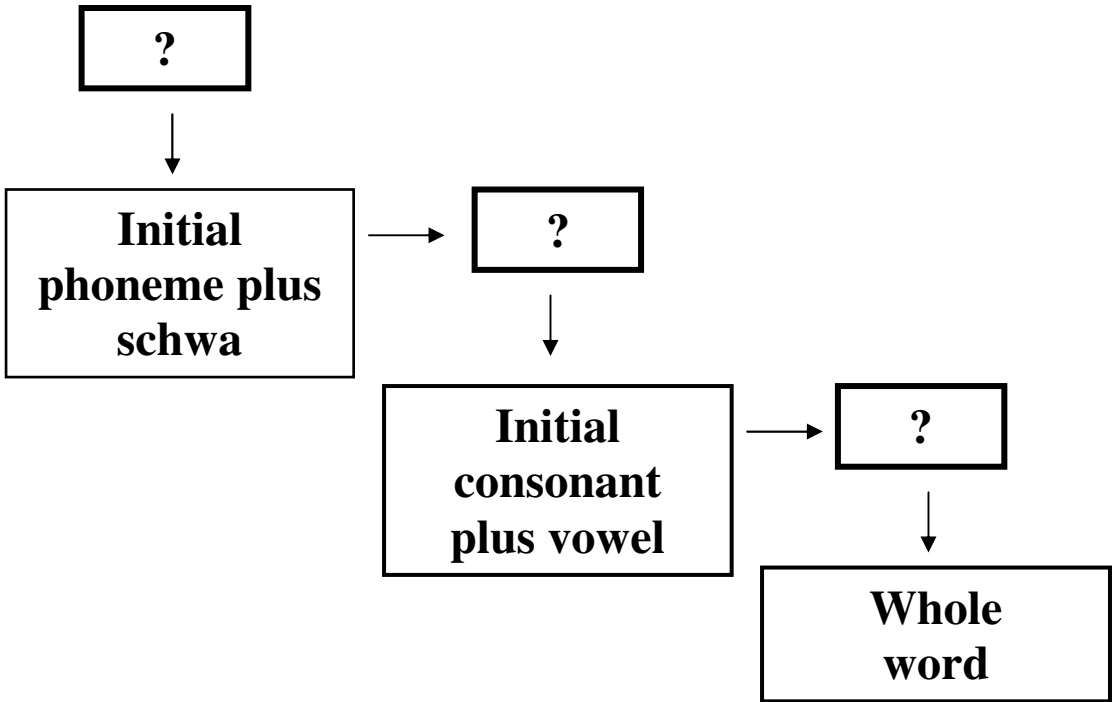 ?
Initial
phoneme plus
schwa
?
Initial
consonant
plus vowel
?
Whole
word